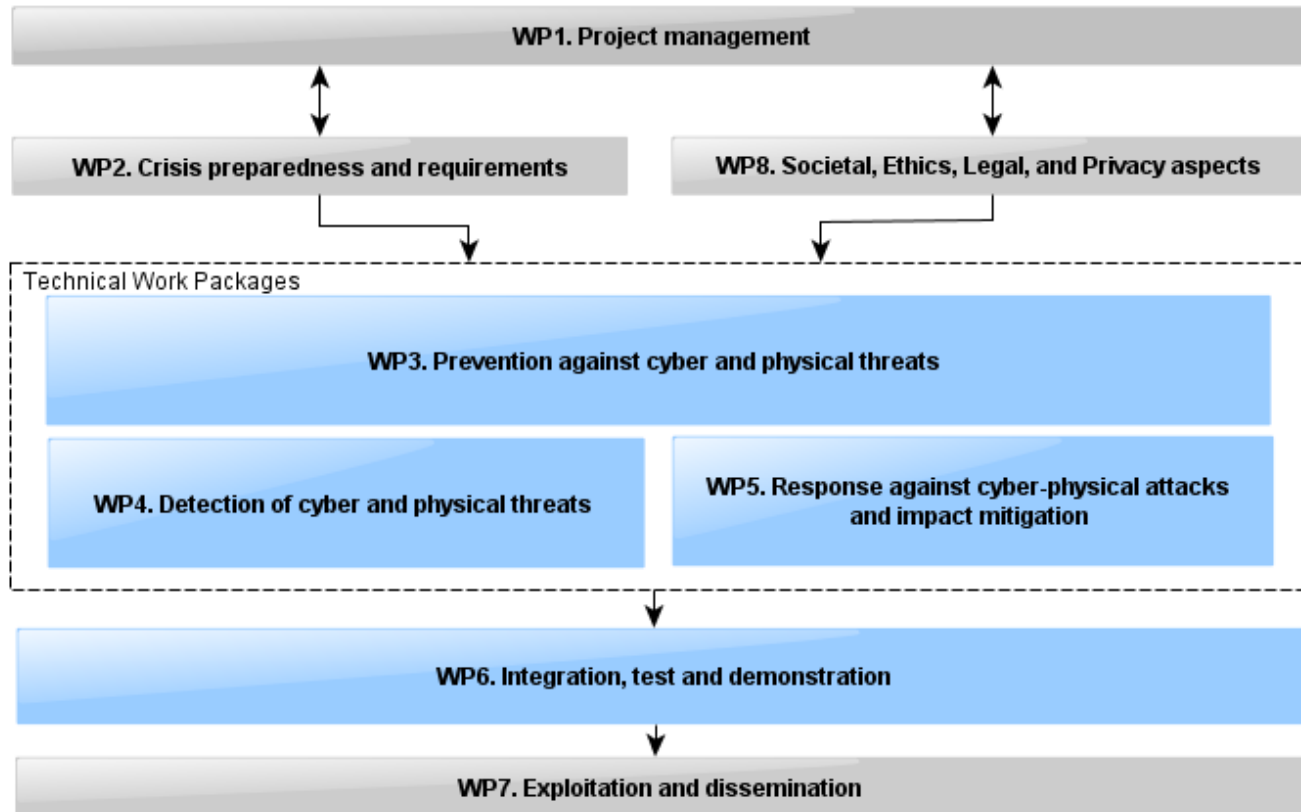 WP1. Project management
WP2. Crisis preparedness and requirements
WP8. Societal, Ethics, Legal, and Privacy aspects
Technical Work Packages
WP3. Prevention against cyber and physical threats
WP4. Detection of cyber and physical threats
WP5. Response against cyber-physical attacks
and impact mitigation
WP6. Integration, test and demonstration
WP7. Exploitation and dissemination